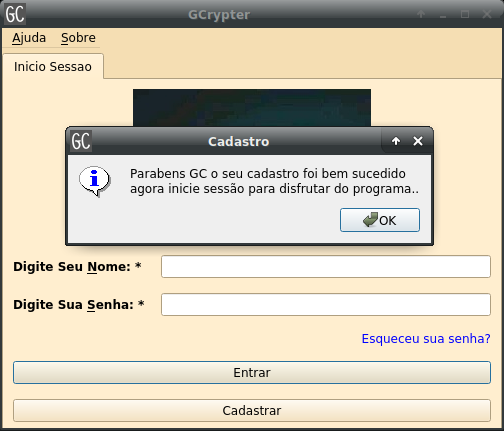 GC GCrypter
Ajuda Sobre
Inicio Sessao
GC Cadastro
Parabens GC o seu cadastro foi bem sucedido
agora inicie sessão para disfrutar do programa..
OK
Digite Seu Nome: *
Digite Sua Senha: *
Esqueceu sua senha?
Entrar
Cadastrar